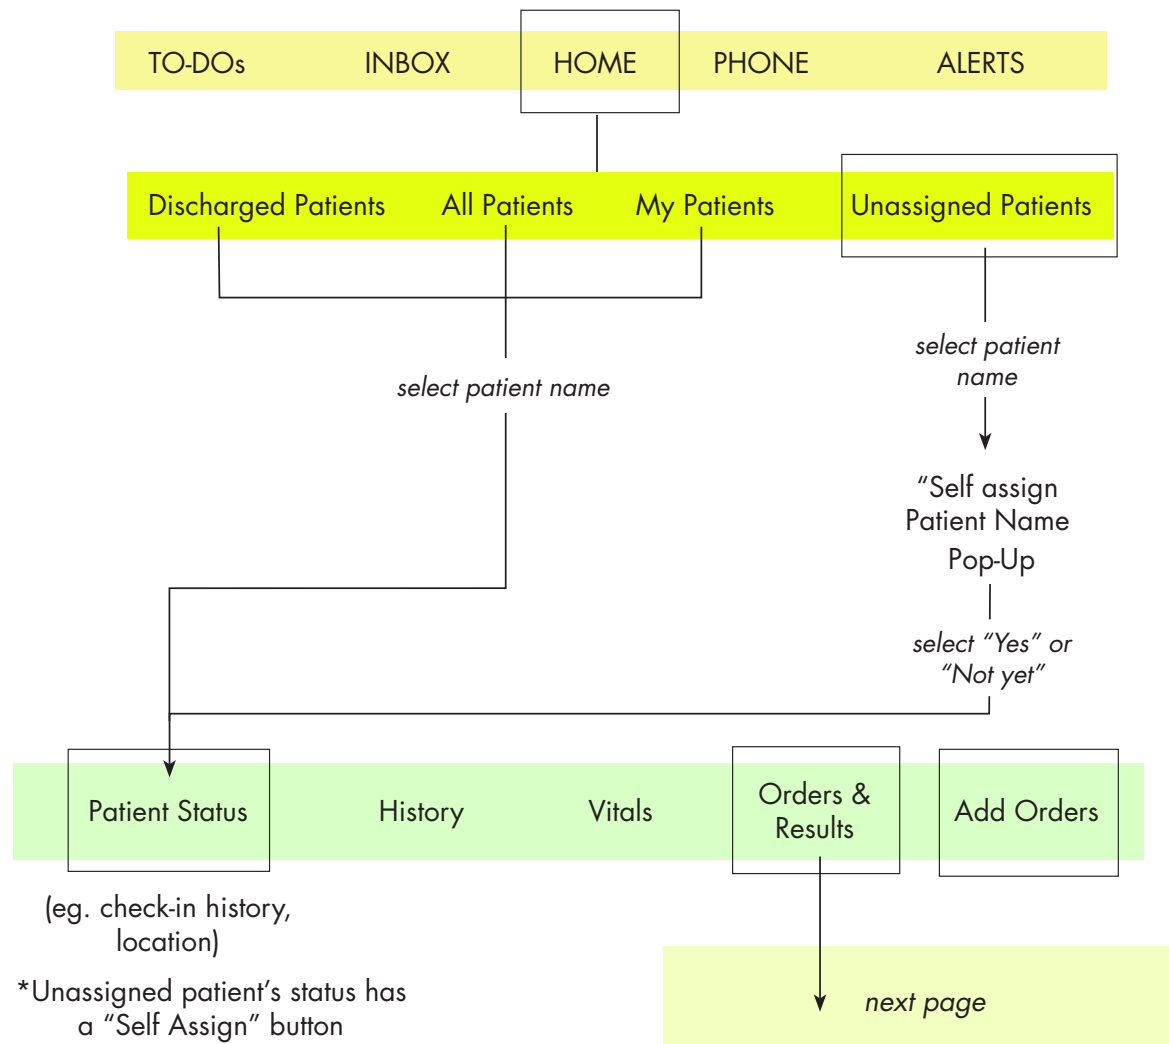 TO-DOs INBOX HOME PHONE ALERTS
Discharged Patients All Patients My Patients Unassigned Patients
select patient name
select patient
name
“Self assign
Patient Name
Pop-Up
select “Yes” or
“Not yet”
Patient Status
History
Vitals
Orders &
Results
Add Orders
(eg. check-in history,
location)
*Unassigned patient’s status has
a “Self Assign” button
next page